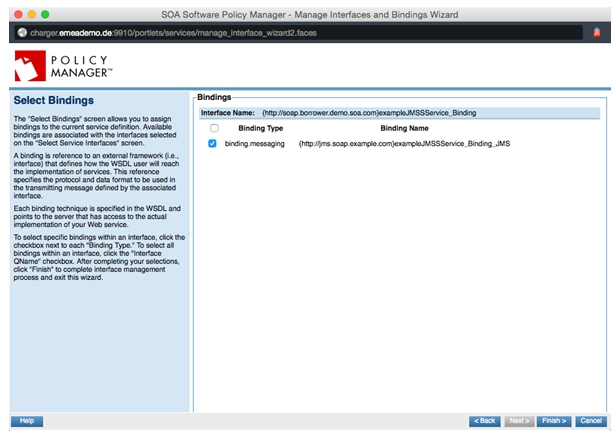 SOA Software Policy Manager - Manage Interfaces and Bindings Wizard
charger.emeademo.de:9910/portlets/services/manage_interface_wizard2.faces
POLICY
MANAGER™
Select Bindings
The "Select Bindings" screen allows you to assign
bindings to the current service definition. Available
bindings are associated with the interfaces selected
on the "Select Service Interfaces" screen.
A binding is reference to an external framework (i.e.,
interface) that defines how the WSDL user will reach
the implementation of services. This reference
specifies the protocol and data format to be used in
the transmitting message defined by the associated
interface.
Each binding technique is specified in the WSDL and
points to the server that has access to the actual
implementation of your Web service.
To select specific bindings within an interface, click the
checkbox next to each "Binding Type." To select all
bindings within an interface, click the "Interface
QName" checkbox. After completing your selections,
click "Finish" to complete interface management
process and exit this wizard.
Bindings
Interface Name: {http://soap.borrower.demo.soa.com}exampleJMSSService_Binding
Binding Type Binding Name
binding.messaging {http://jms.soap.example.com}exampleJMSSService_Binding_JMS
Help < Back Next > Finish > Cancel